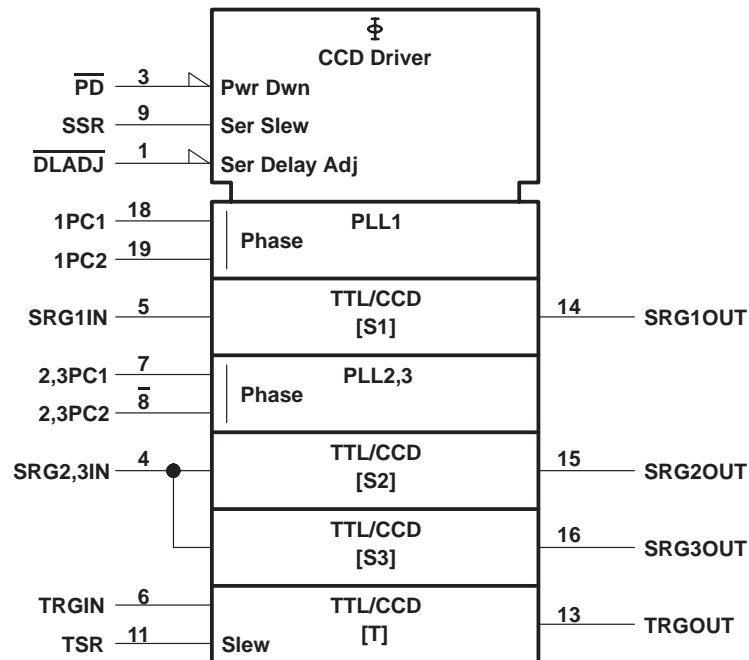 ϕ
CCD Driver
P̅D̅ 3 Pwr Dwn
SSR 9 Ser Slew
D̅L̅A̅D̅J̅ 1 Ser Delay Adj
1PC1 18 PLL1
Phase
1PC2 19
TTL/CCD
SRG1IN 5 [S1] 14 SRG1OUT
2,3PC1 7 PLL2,3
Phase
2,3PC2 8̅
TTL/CCD
SRG2,3IN 4 [S2] 15 SRG2OUT
TTL/CCD
[S3] 16 SRG3OUT
TRGIN 6 TTL/CCD
[T] 13 TRGOUT
TSR 11 Slew